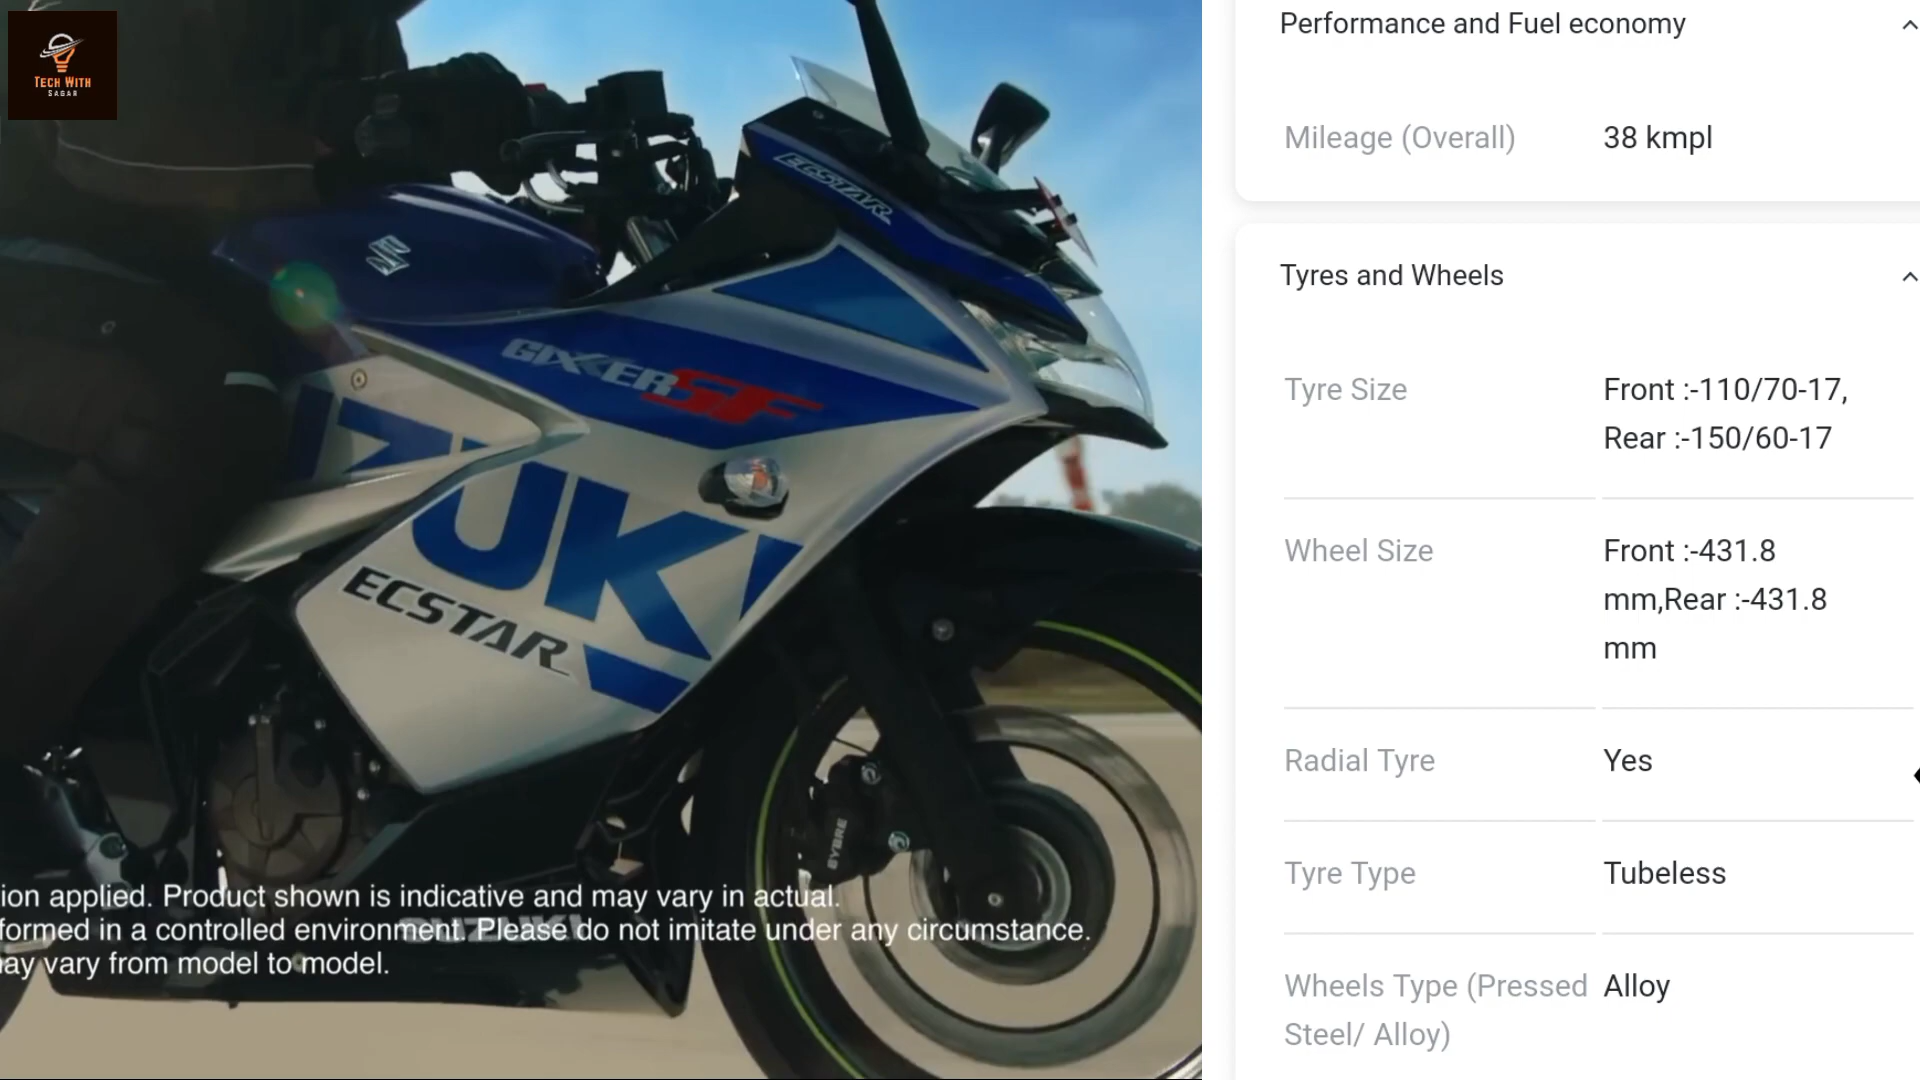 TECH WITH
SAGAR
ECSTAR
GIXXER SF
UKI
ECSTAR
BYBRE
SUZUKI
ion applied. Product shown is indicative and may vary in actual.
formed in a controlled environment. Please do not imitate under any circumstance.
ay vary from model to model.
Performance and Fuel economy
Mileage (Overall) 38 kmpl
Tyres and Wheels
Tyre Size Front :-110/70-17,
Rear :-150/60-17
Wheel Size Front :-431.8
mm,Rear :-431.8
mm
Radial Tyre Yes
Tyre Type Tubeless
Wheels Type (Pressed Alloy
Steel/ Alloy)